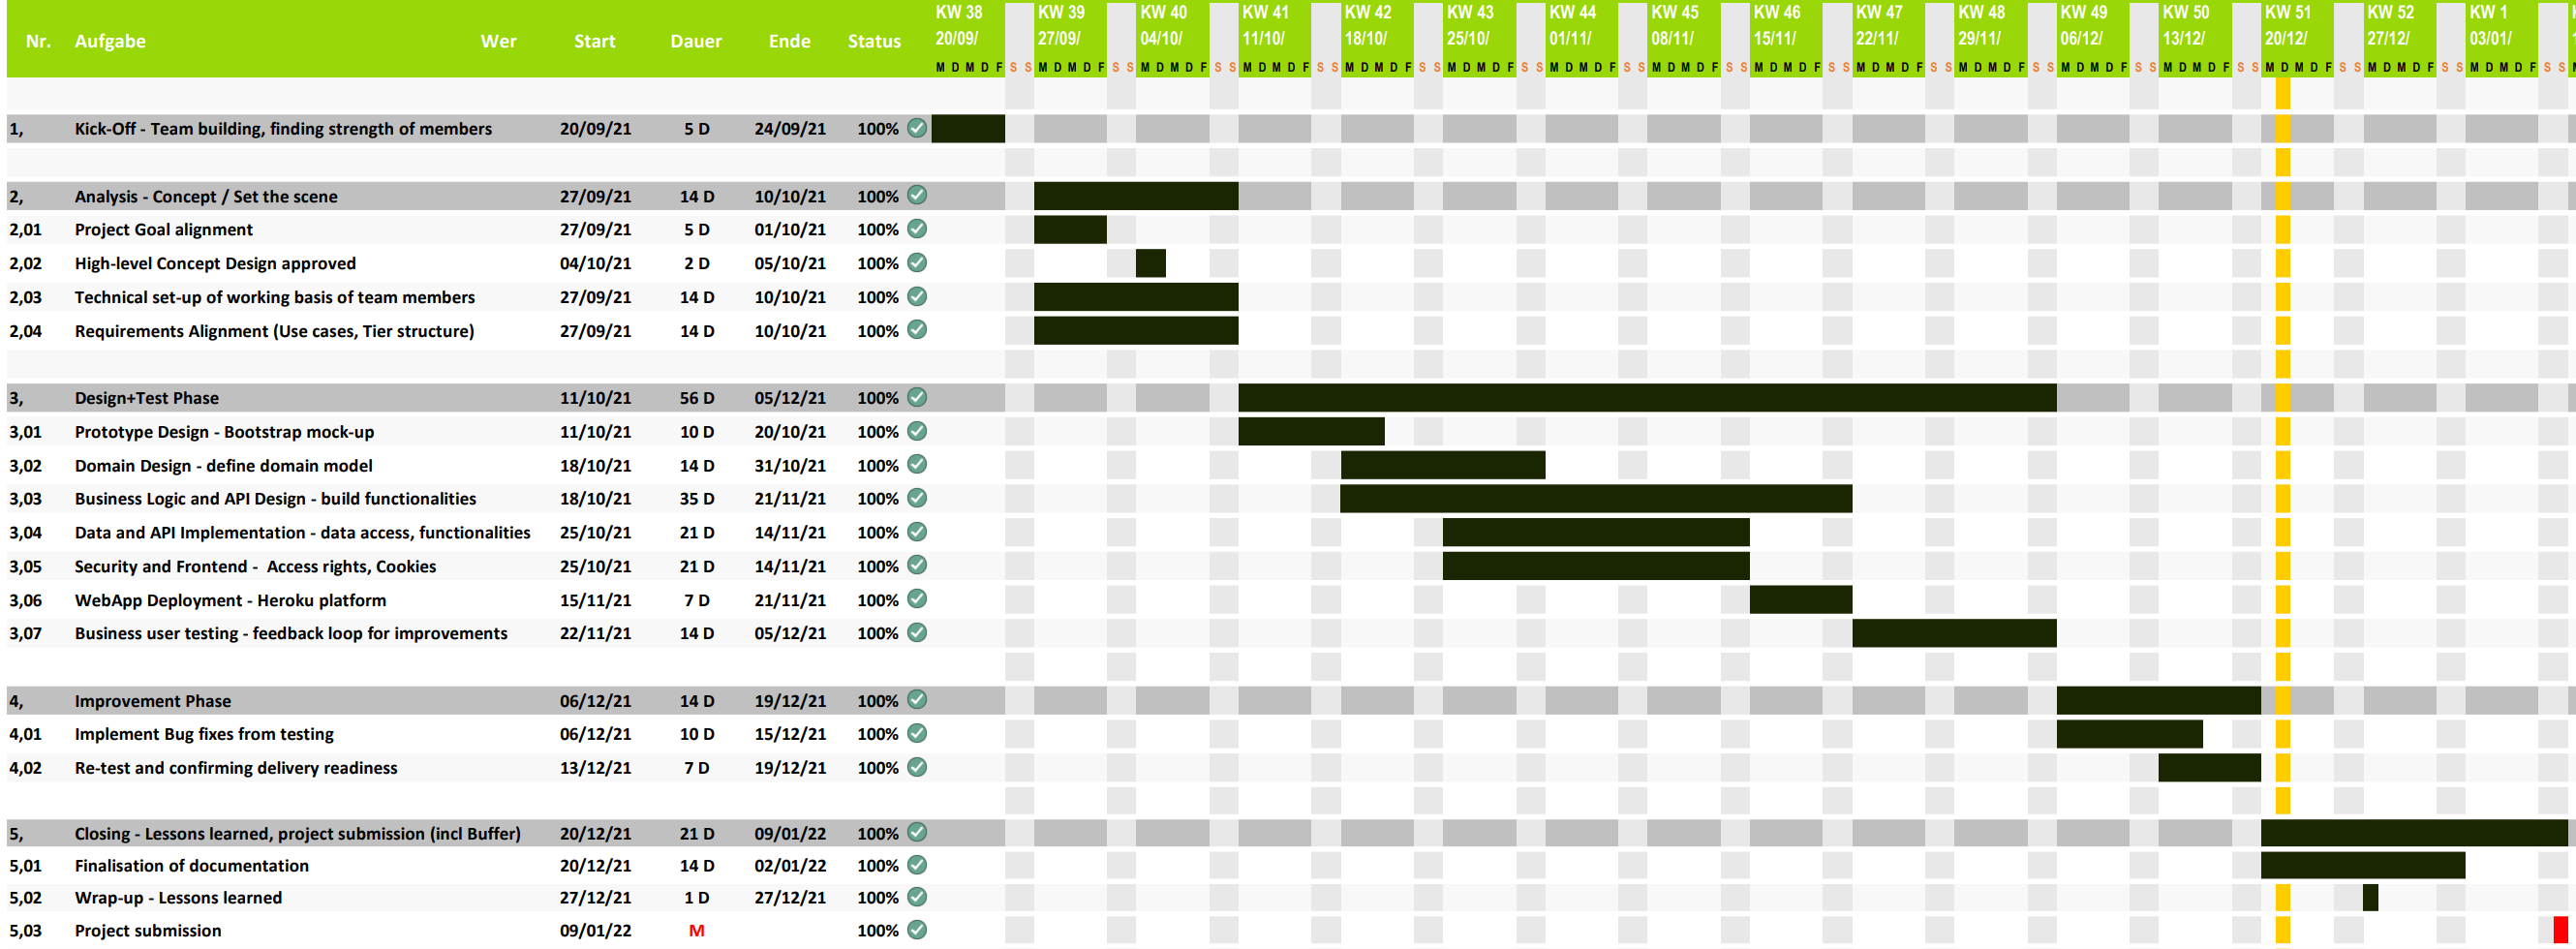 KW 38 KW 39 KW 40 KW 41 KW 42 KW 43 KW 44 KW 45 KW 46 KW 47 KW 48 KW 49 KW 50 KW 51 KW 52 KW 1
Nr. Aufgabe Wer Start Dauer Ende Status 20/09/ 27/09/ 04/10/ 11/10/ 18/10/ 25/10/ 01/11/ 08/11/ 15/11/ 22/11/ 29/11/ 06/12/ 13/12/ 20/12/ 27/12/ 03/01/
M D M D F S S M D M D F S S M D M D F S S M D M D F S S M D M D F S S M D M D F S S M D M D F S S M D M D F S S M D M D F S S M D M D F S S M D M D F S S M D M D F S S M D M D F S S M D M D F S S M D M D F S S M D M D F S S
1, Kick-Off - Team building, finding strength of members 20/09/21 5 D 24/09/21 100%
2, Analysis - Concept / Set the scene 27/09/21 14 D 10/10/21 100%
2,01 Project Goal alignment 27/09/21 5 D 01/10/21 100%
2,02 High-level Concept Design approved 04/10/21 2 D 05/10/21 100%
2,03 Technical set-up of working basis of team members 27/09/21 14 D 10/10/21 100%
2,04 Requirements Alignment (Use cases, Tier structure) 27/09/21 14 D 10/10/21 100%
3, Design+Test Phase 11/10/21 56 D 05/12/21 100%
3,01 Prototype Design - Bootstrap mock-up 11/10/21 10 D 20/10/21 100%
3,02 Domain Design - define domain model 18/10/21 14 D 31/10/21 100%
3,03 Business Logic and API Design - build functionalities 18/10/21 35 D 21/11/21 100%
3,04 Data and API Implementation - data access, functionalities 25/10/21 21 D 14/11/21 100%
3,05 Security and Frontend - Access rights, Cookies 25/10/21 21 D 14/11/21 100%
3,06 WebApp Deployment - Heroku platform 15/11/21 7 D 21/11/21 100%
3,07 Business user testing - feedback loop for improvements 22/11/21 14 D 05/12/21 100%
4, Improvement Phase 06/12/21 14 D 19/12/21 100%
4,01 Implement Bug fixes from testing 06/12/21 10 D 15/12/21 100%
4,02 Re-test and confirming delivery readiness 13/12/21 7 D 19/12/21 100%
5, Closing - Lessons learned, project submission (incl Buffer) 20/12/21 21 D 09/01/22 100%
5,01 Finalisation of documentation 20/12/21 14 D 02/01/22 100%
5,02 Wrap-up - Lessons learned 27/12/21 1 D 27/12/21 100%
5,03 Project submission 09/01/22 M 100%